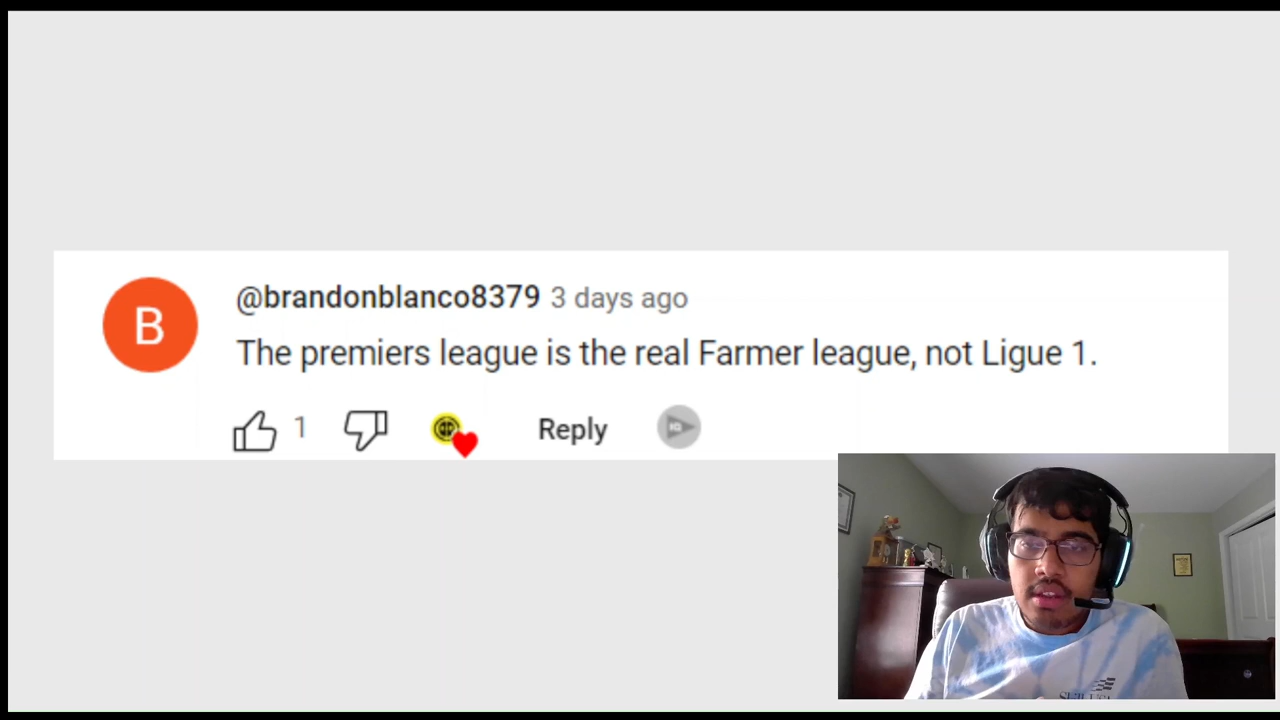 B
@brandonblanco8379 3 days ago
The premiers league is the real Farmer league, not Ligue 1.
1
Reply